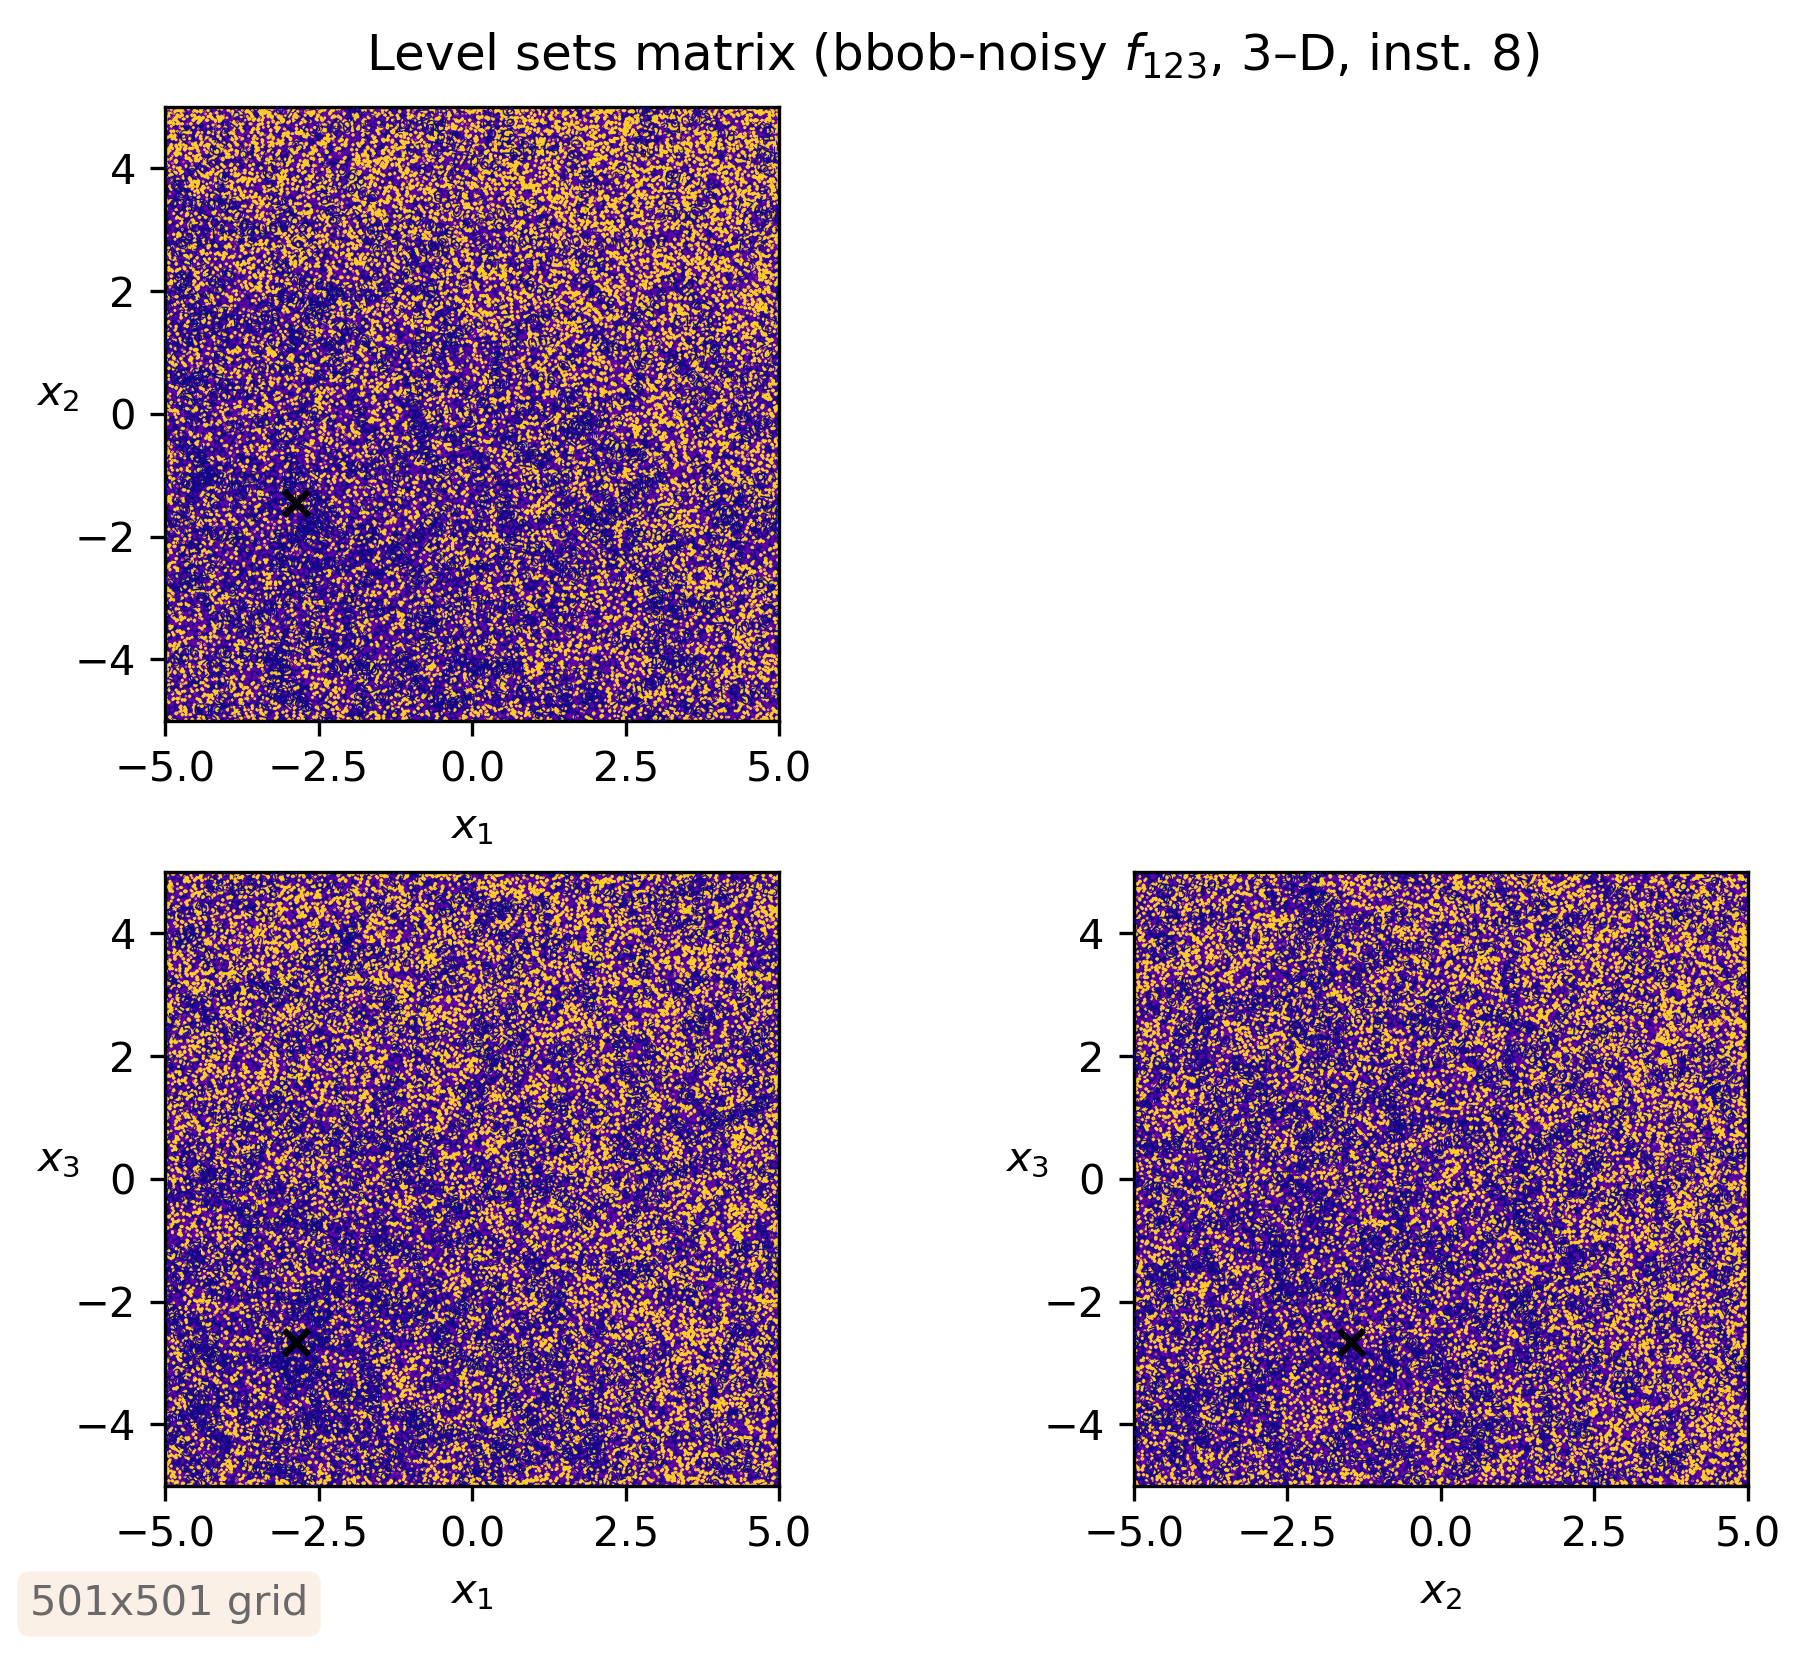 Level sets matrix (bbob-noisy f123, 3–D, inst. 8)
4
2
x2 0
−2
−4
−5.0 −2.5 0.0 2.5 5.0
x1
4 4
2 2
x3 0 x3 0
−2 −2
−4 −4
−5.0 −2.5 0.0 2.5 5.0 −5.0 −2.5 0.0 2.5 5.0
501x501 grid x1 x2